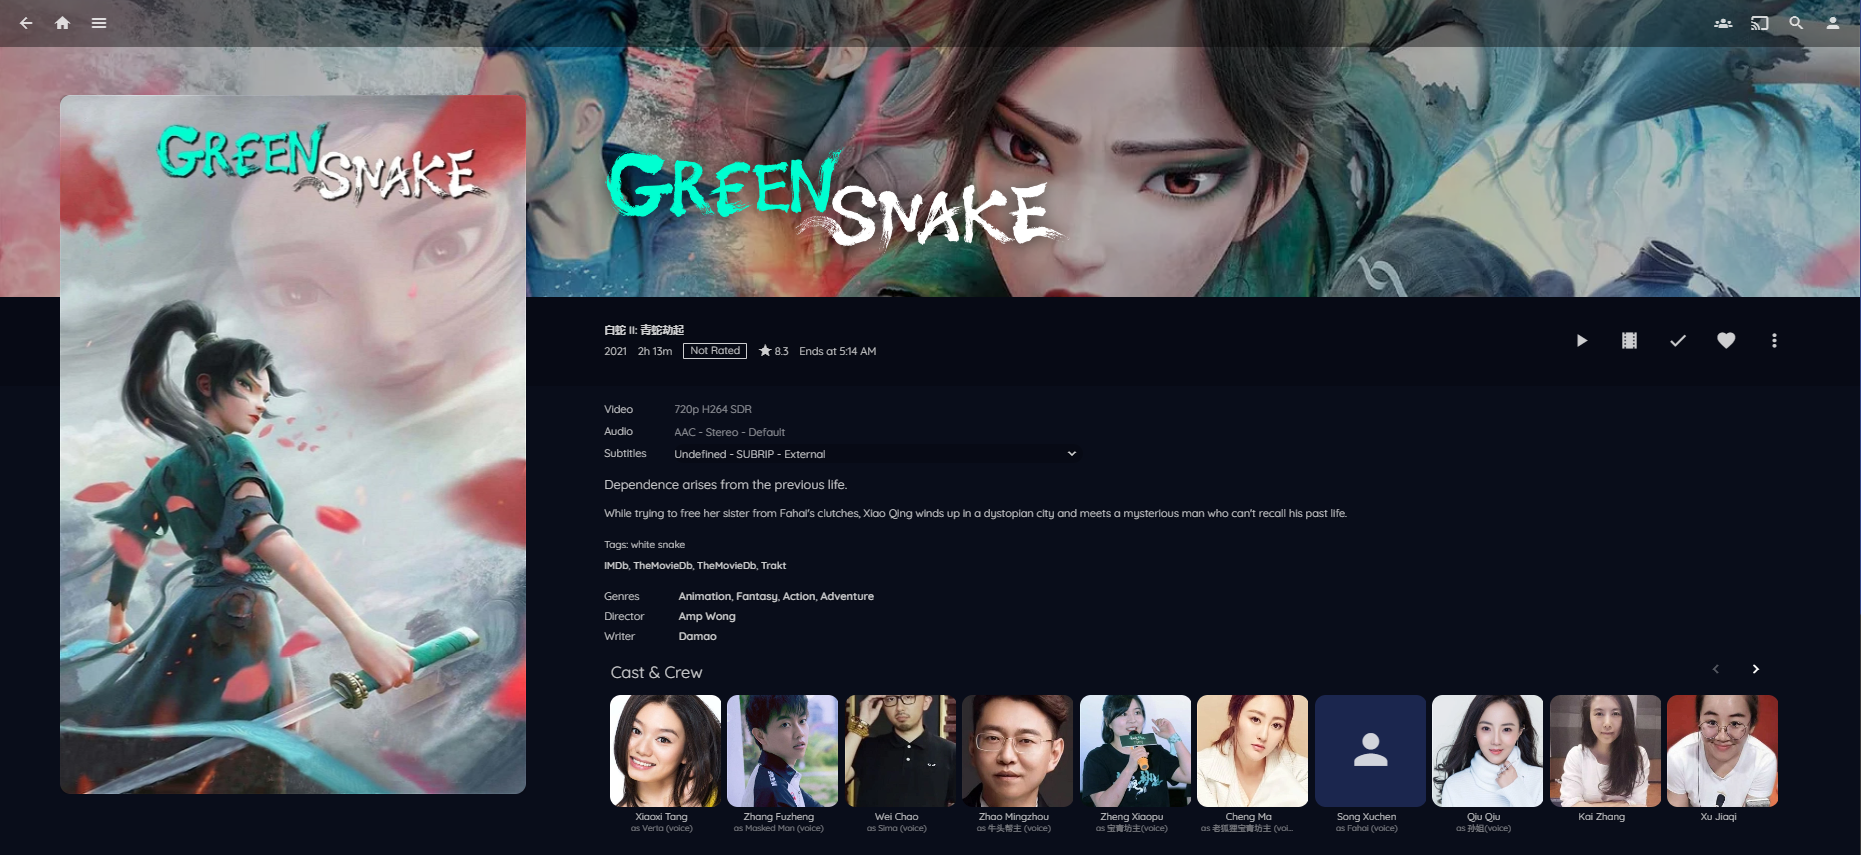 GREEN SNAKE
GREEN SNAKE
白蛇 II: 青蛇劫起
2021 2h 13m Not Rated 8.3 Ends at 5:14 AM
Video 720p H264 SDR
Audio AAC - Stereo - Default
Subtitles Undefined - SUBRIP - External
Dependence arises from the previous life.
While trying to free her sister from Fahai's clutches, Xiao Qing winds up in a dystopian city and meets a mysterious man who can't recall his past life.
Tags: white snake
IMDb, TheMovieDb, TheMovieDb, Trakt
Genres Animation, Fantasy, Action, Adventure
Director Amp Wong
Writer Damao
Cast & Crew
Xiaoxi Tang
as Verta (voice)
Zhang Fuzheng
as Masked Man (voice)
Wei Chao
as Sima (voice)
Zhao Mingzhou
as 牛头帮主 (voice)
Zheng Xiaopu
as 宝青坊主(voice)
Cheng Ma
as 老狐狸宝青坊主 (voi...
Song Xuchen
as Fahai (voice)
Qiu Qiu
as 孙姐(voice)
Kai Zhang
Xu Jiaqi